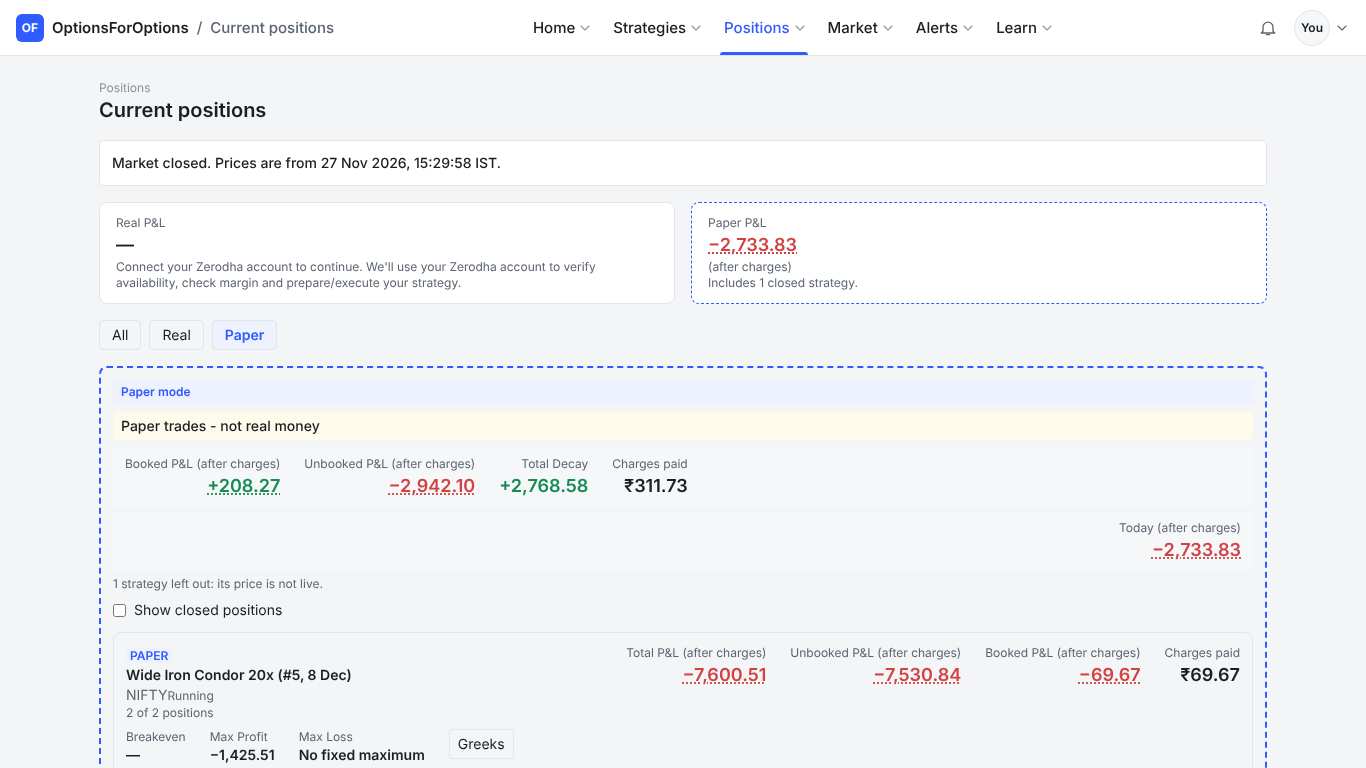 OF OptionsForOptions / Current positions Home Strategies Positions Market Alerts Learn You
Positions
Current positions
Market closed. Prices are from 27 Nov 2026, 15:29:58 IST.
Real P&L
—
Connect your Zerodha account to continue. We'll use your Zerodha account to verify
availability, check margin and prepare/execute your strategy.
Paper P&L
−2,733.83
(after charges)
Includes 1 closed strategy.
All Real Paper
Paper mode
Paper trades - not real money
Booked P&L (after charges) Unbooked P&L (after charges) Total Decay Charges paid
+208.27 −2,942.10 +2,768.58 ₹311.73
Today (after charges)
−2,733.83
1 strategy left out: its price is not live.
Show closed positions
PAPER
Wide Iron Condor 20x (#5, 8 Dec)
NIFTYRunning
2 of 2 positions
Total P&L (after charges) Unbooked P&L (after charges) Booked P&L (after charges) Charges paid
−7,600.51 −7,530.84 −69.67 ₹69.67
Breakeven Max Profit Max Loss
— −1,425.51 No fixed maximum
Greeks